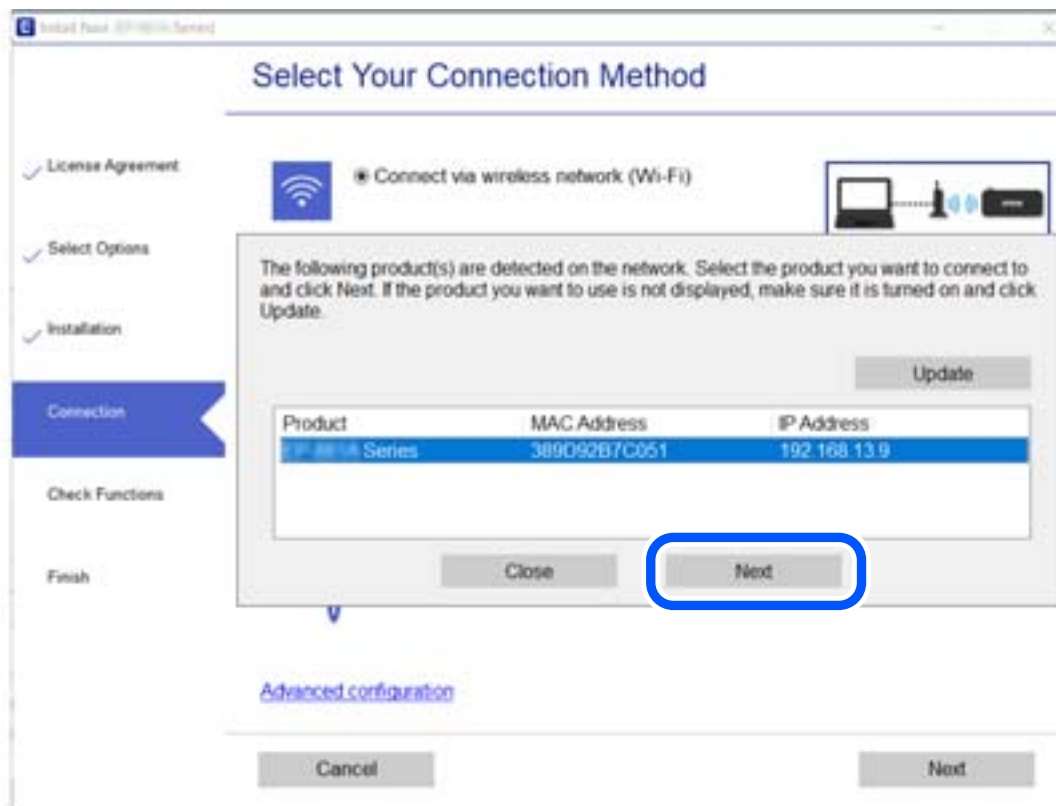 Select Your Connection Method
License Agreement
Connect via wireless network (Wi-Fi)
Select Options
The following product(s) are detected on the network. Select the product you want to connect to
and click Next. If the product you want to use is not displayed, make sure it is turned on and click
Update.
Installation
Update
Connection
Product MAC Address IP Address
Series 389D92B7C051 192.168.13.9
Check Functions
Close Next
Finish
Advanced configuration
Cancel Next